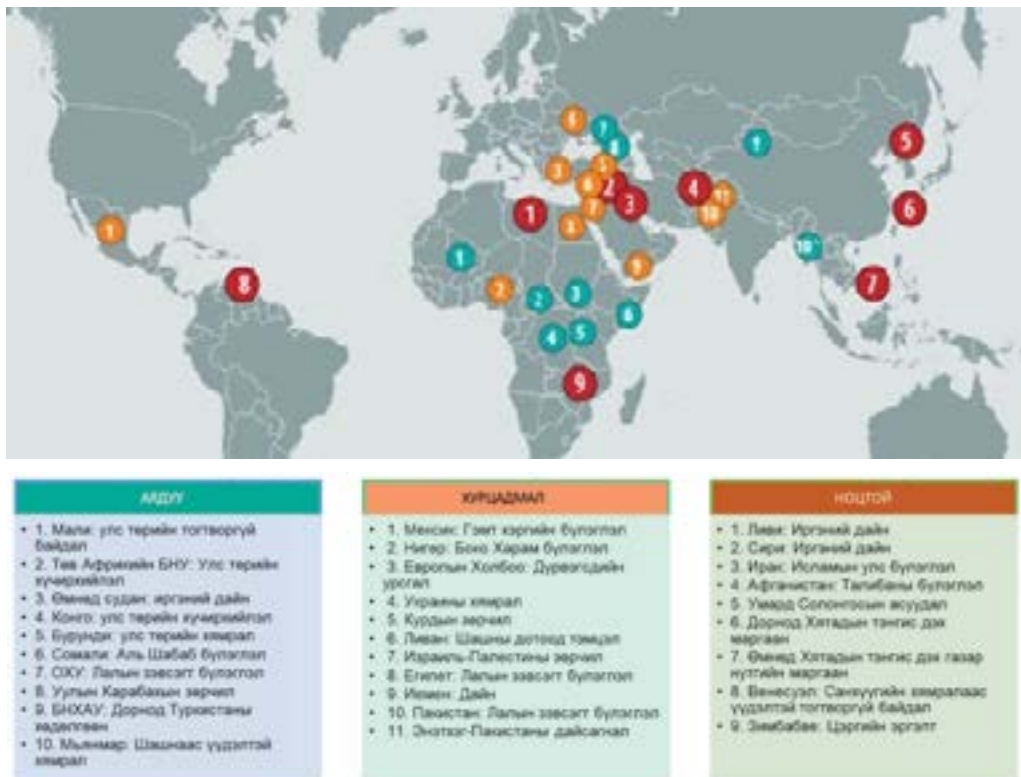 АЯДУУ
• 1. Мали: улс төрийн тогтворгүй
байдал
• 2. Төв Африкийн БНУ: Улс төрийн
хүчирхийлэл
• 3. Өмнөд судан: иргэний дайн
• 4. Конго: улс төрийн хүчирхийлэл
• 5. Бурунди: улс төрийн хямрал
• 6. Сомали: Аль Шабаб бүлэглэл
• 7. ОХУ: Лалын зэвсэгт бүлэглэл
• 8. Уулын Карабахын зөрчил
• 9. БНХАУ: Дорнод Туркистаны
хөдөлгөөн
• 10. Мьянмар: Шашнаас үүдэлтэй
хямрал
ХУРЦАДМАЛ
• 1. Мексик: Гэмт хэргийн бүлэглэл
• 2. Нигер: Боко Харам бүлэглэл
• 3. Европын Холбоо: Дүрвэгсдийн
урсгал
• 4. Украины хямрал
• 5. Курдын зөрчил
• 6. Ливан: Шашны дотоод тэмцэл
• 7. Израиль-Палестины зөрчил
• 8. Египет: Лалын зэвсэгт бүлэглэл
• 9. Иемен: Дайн
• 10. Пакистан: Лалын зэвсэгт бүлэглэл
• 11. Энэтхэг-Пакистаны дайсагнал
НОЦТОЙ
• 1. Ливи: Иргэний дайн
• 2. Сири: Иргэний дайн
• 3. Ирак: Исламын улс бүлэглэл
• 4. Афганистан: Талибаны бүлэглэл
• 5. Умард Солонгосын асуудал
• 6. Дорнод Хятадын тэнгис дэх
маргаан
• 7. Өмнөд Хятадын тэнгис дэх газар
нутгийн маргаан
• 8. Венесуэл: Санхүүгийн хямралаас
үүдэлтэй тогтворгүй байдал
• 9. Зимбабве: Цэргийн эргэлт